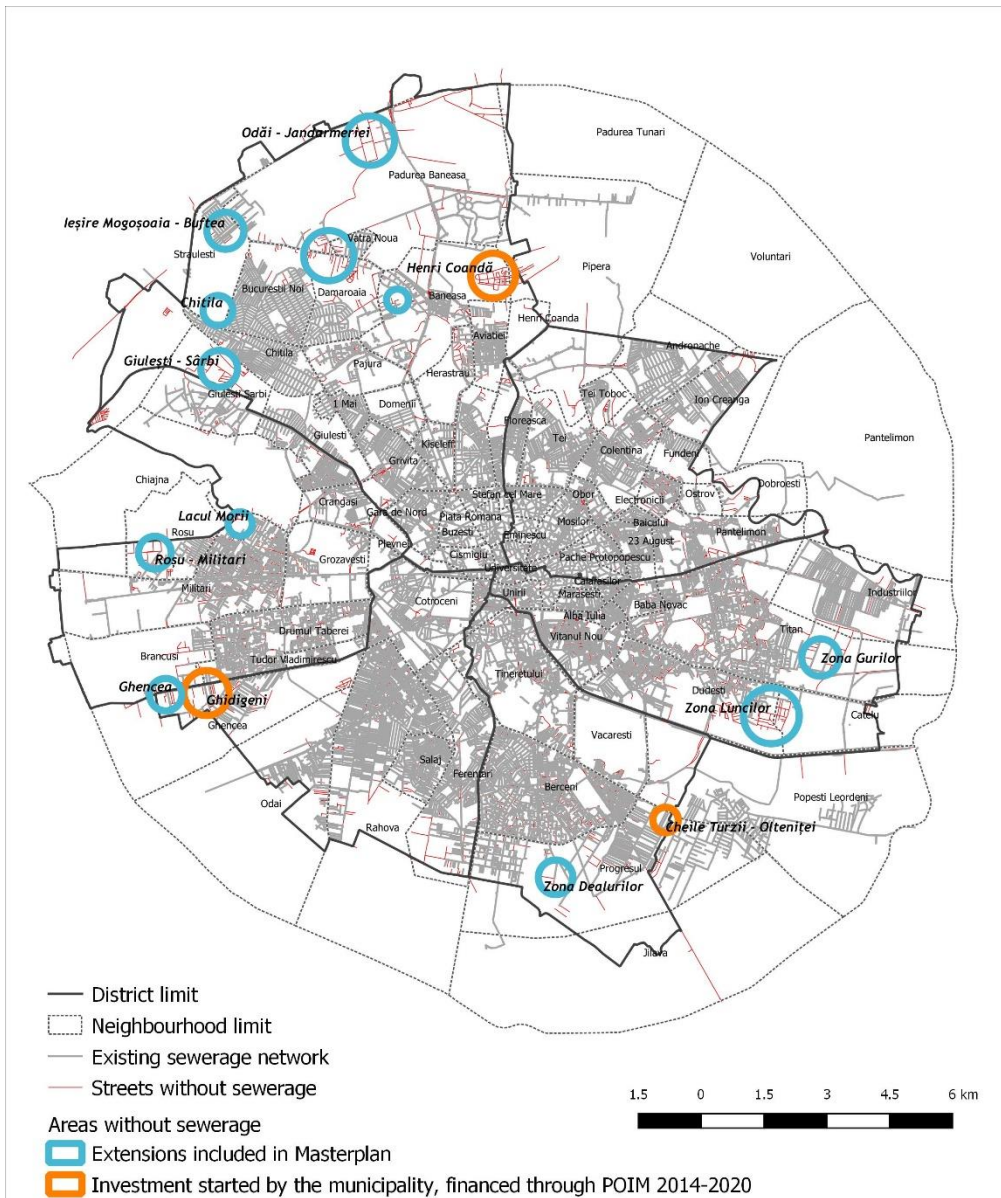 Padurea Tunari
Odăi - Jandarmeriei
Padurea Baneasa
Ieșire Mogoșoaia - Buftea
Straulesti
Vatra Noua
Voluntari
Henri Coandă
Pipera
Bucurestii Noi
Damaroaia
Chitila
Baneasa
Henri Coanda
Aviatiei
Andronache
Chitila
Giulești - Sârbi
Pajura
Herastrau
Giulesti Sarbi
Tei Toboc
Ion Creanga
1 Mai
Domenii
Floreasca
Pantelimon
Giulesti
Kiseleff
Tei
Colentina
Fundeni
Grivita
Chiajna
Dobroesti
Stefan cel Mare
Obor
Electronicii
Ostrov
Crangasi
Gara de Nord
Piata Romana
Mosilor
Baicului
Lacul Morii
Rosu
Buzesti
Eminescu
23 August
Pantelimon
Plevnei
Cismigiu
Pache Protopopescu
Roșu - Militari
Grozavesti
Universitate
Calarasilor
Militari
Cotroceni
Unirii
Marasesti
Industriilor
Baba Novac
Alba Iulia
Drumul Taberei
Vitanul Nou
Titan
Brancusi
Tudor Vladimirescu
Zona Gurilor
Tineretului
Ghencea
Ghidigeni
Dudesti
Zona Luncilor
Catelu
Ghencea
Vacaresti
Salaj
Ferentari
Berceni
Popesti Leordeni
Odai
Rahova
Cheile Turzii - Olteniței
Progresul
Zona Dealurilor
Jilava
District limit
Neighbourhood limit
Existing sewerage network
Streets without sewerage
Areas without sewerage
Extensions included in Masterplan
Investment started by the municipality, financed through POIM 2014-2020
1.5 0 1.5 3 4.5 6 km